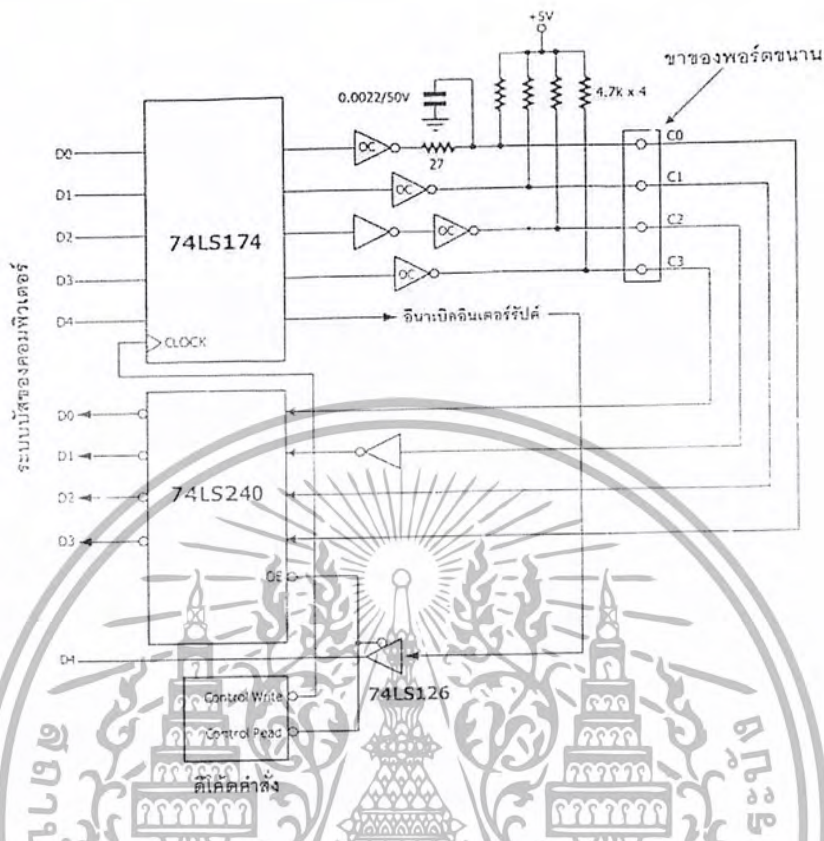 +5V
ขาของพอร์ตขนาน
0.0022/50V
4.7k x 4
27
OC
OC
OC
OC
C0
C1
C2
C3
D0
D1
D2
D3
D4
74LS174
CLOCK
ระบบบัสของคอมพิวเตอร์
อีนาเบิลอินเตอร์รัปต์
D0
D1
D2
D3
74LS240
OE
D4
74LS126
Control Write
Control Read
ดีโค้ดคำสั่ง